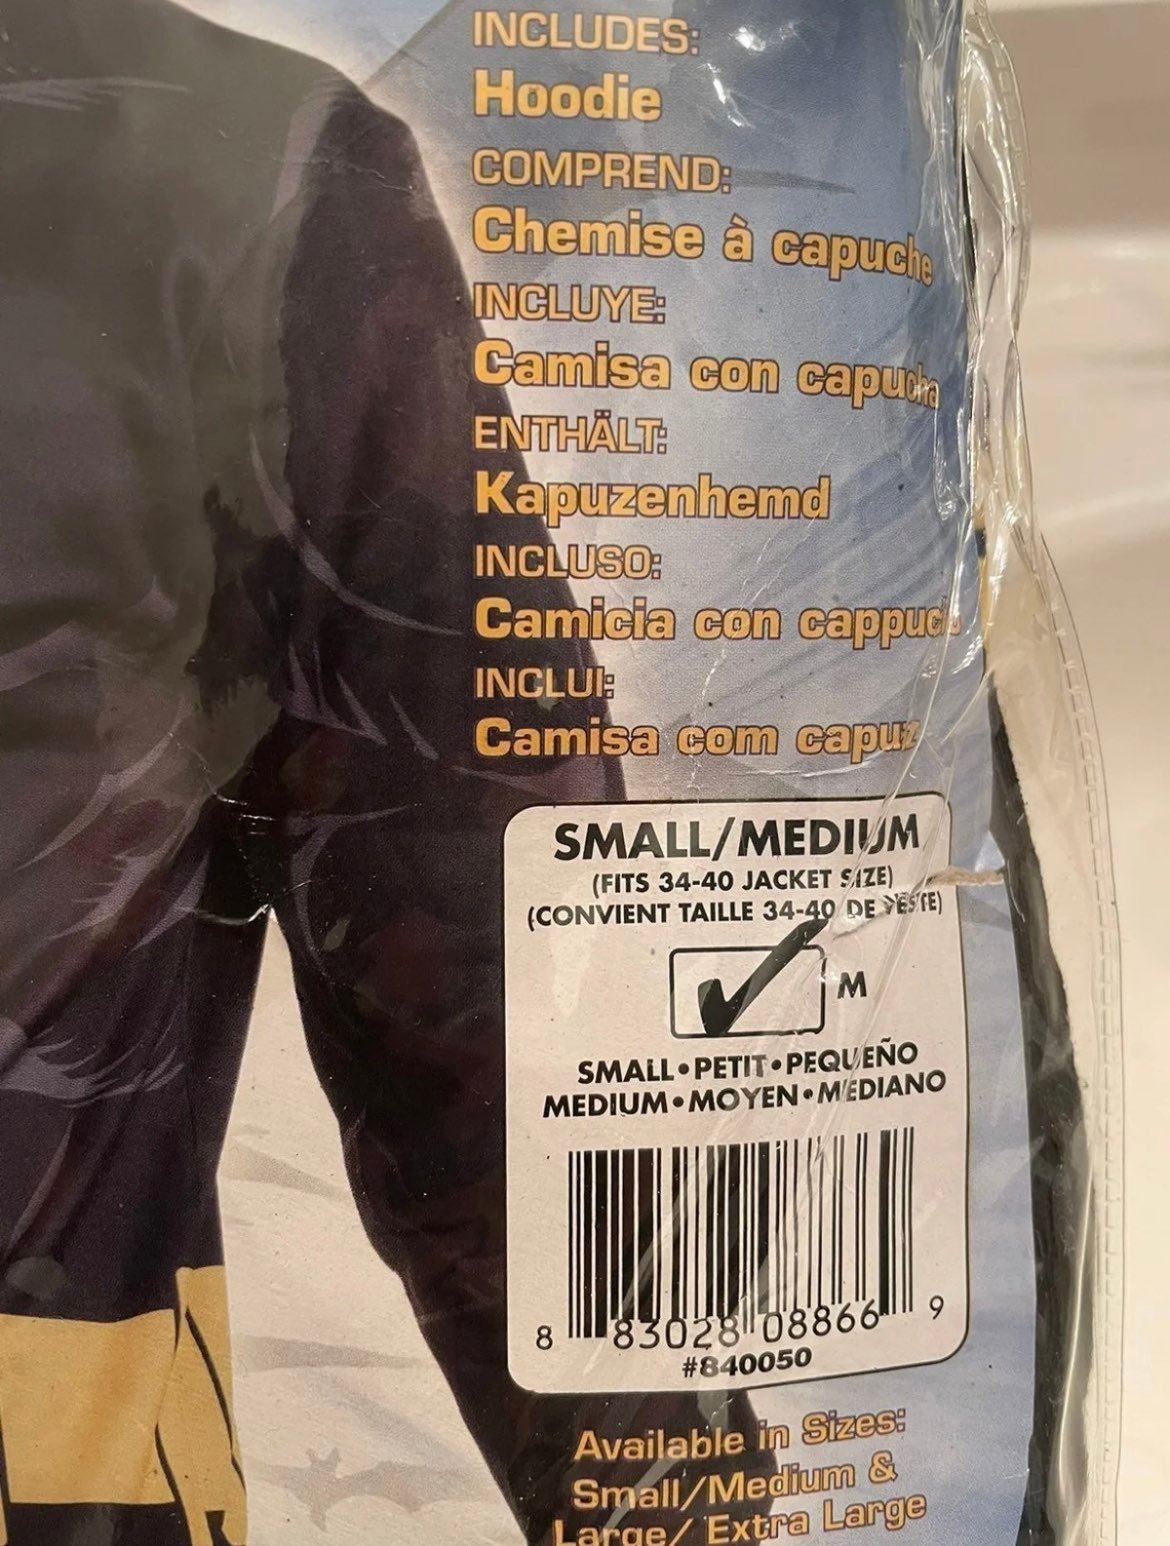 INCLUDES:
Hoodie
COMPREND:
Chemise à capuche
INCLUYE:
Camisa con capucha
ENTHÄLT:
Kapuzenhemd
INCLUSO:
Camicia con
INCLUI:
Camisa com capuz
SMALL/MEDIUM
(FITS 34-40 JACKET SIZE)
(CONVIENT TAILLE 34-40 DE VESTE)
M
SMALL•PETIT•PEQUEÑO
MEDIUM•MOYEN•MEDIANO
8 83028 08866 9
#840050
Available in Sizes:
Small/Medium &
Large/ Extra Large